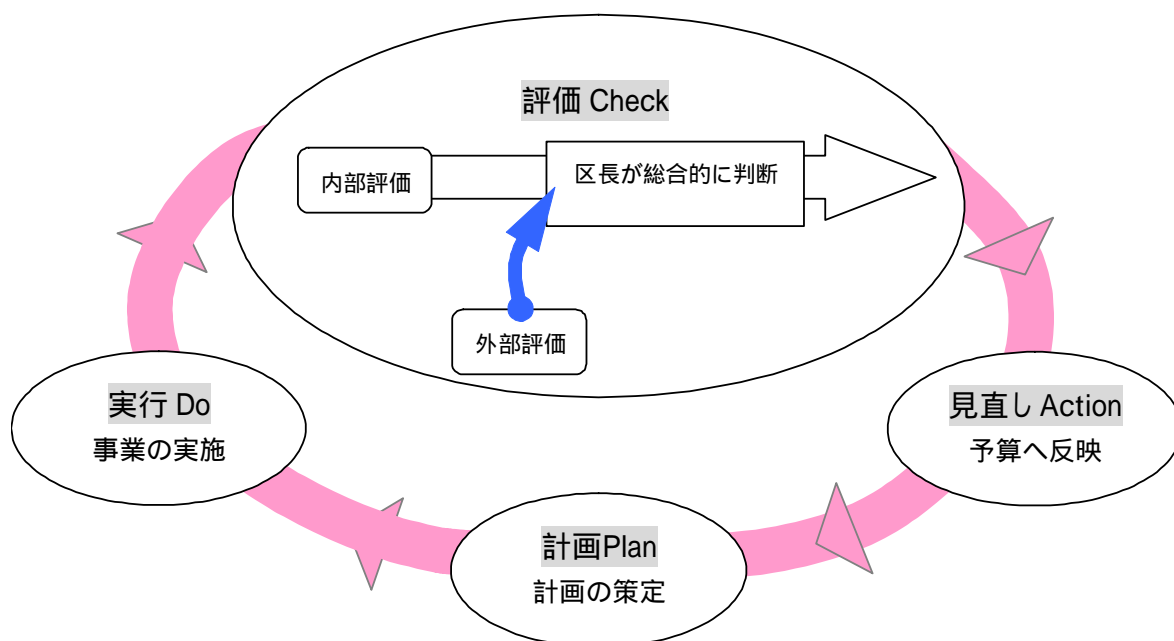 評価 Check
内部評価
区長が総合的に判断
外部評価
実行 Do
事業の実施
見直し Action
予算へ反映
計画Plan
計画の策定